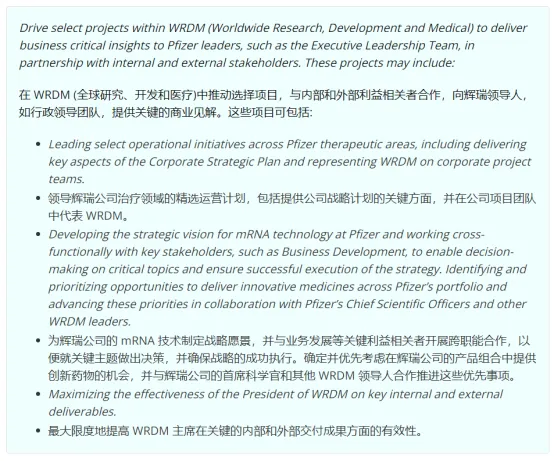 Drive select projects within WRDM (Worldwide Research, Development and Medical) to deliver
business critical insights to Pfizer leaders, such as the Executive Leadership Team, in
partnership with internal and external stakeholders. These projects may include:
在 WRDM (全球研究、开发和医疗)中推动选择项目，与内部和外部利益相关者合作，向辉瑞领导人，
如行政领导团队，提供关键的商业见解。这些项目可包括:
• Leading select operational initiatives across Pfizer therapeutic areas, including delivering
key aspects of the Corporate Strategic Plan and representing WRDM on corporate project
teams.
• 领导辉瑞公司治疗领域的精选运营计划，包括提供公司战略计划的关键方面，并在公司项目团队
中代表 WRDM。
• Developing the strategic vision for mRNA technology at Pfizer and working cross-
functionally with key stakeholders, such as Business Development, to enable decision-
making on critical topics and ensure successful execution of the strategy. Identifying and
prioritizing opportunities to deliver innovative medicines across Pfizer’s portfolio and
advancing these priorities in collaboration with Pfizer’s Chief Scientific Officers and other
WRDM leaders.
• 为辉瑞公司的 mRNA 技术制定战略愿景，并与业务发展等关键利益相关者开展跨职能合作，以
便就关键主题做出决策，并确保战略的成功执行。确定并优先考虑在辉瑞公司的产品组合中提供
创新药物的机会，并与辉瑞公司的首席科学官和其他 WRDM 领导人合作推进这些优先事项。
• Maximizing the effectiveness of the President of WRDM on key internal and external
deliverables.
• 最大限度地提高 WRDM 主席在关键的内部和外部交付成果方面的有效性。